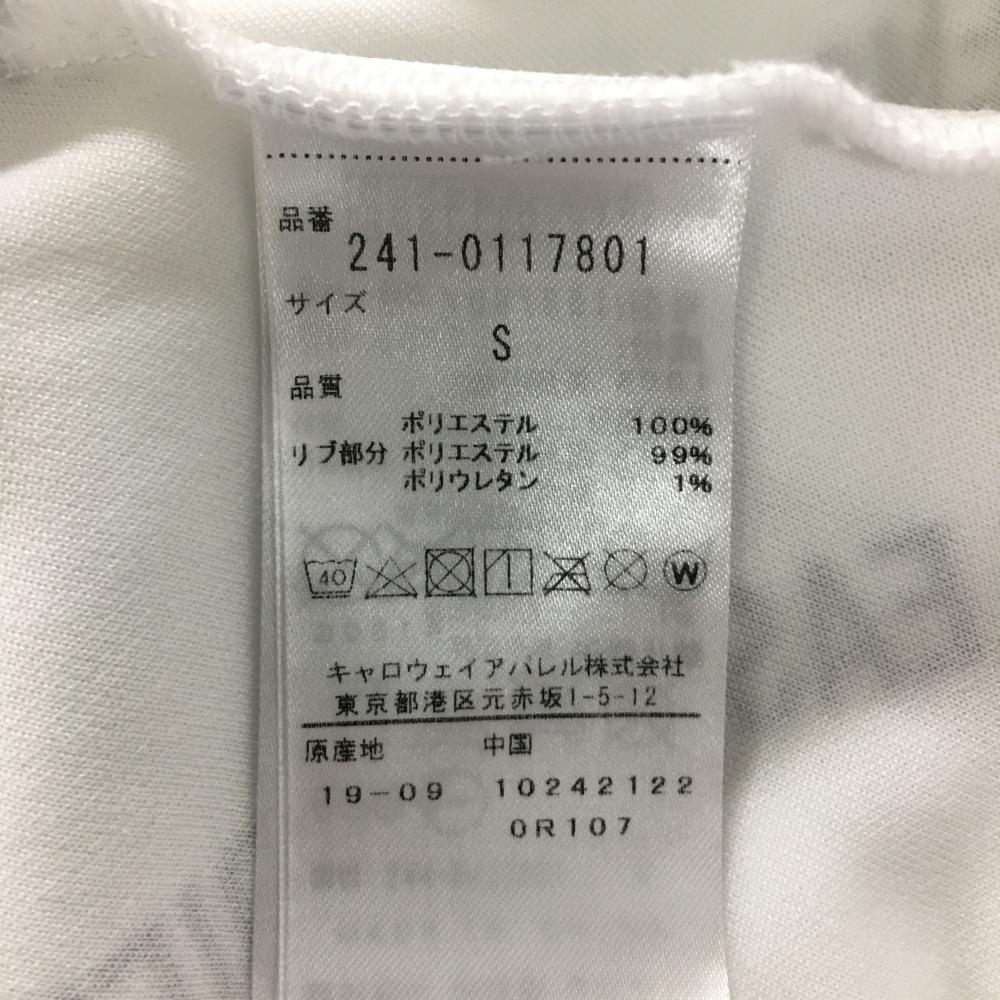 品番
241-0117801
サイズ
S
品質
ポリエステル 100%
リブ部分 ポリエステル 99%
ポリウレタン 1%
40 W
キャロウェイアパレル株式会社
東京都港区元赤坂1-5-12
原産地 中国
19-09 10242122
0R107